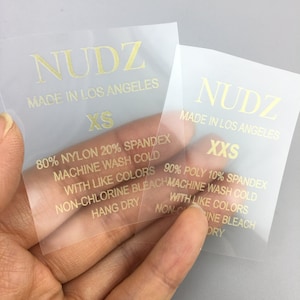 NUDZ
MADE IN LOS ANGELES
XS
80% NYLON 20% SPANDEX
MACHINE WASH COLD
WITH LIKE COLORS
NON-CHLORINE BLEACH
HANG DRY
NUDZ
MADE IN LOS ANGELES
XXS
90% POLY 10% SPANDEX
MACHINE WASH COLD
WITH LIKE COLORS
NON-CHLORINE BLEACH
DRY